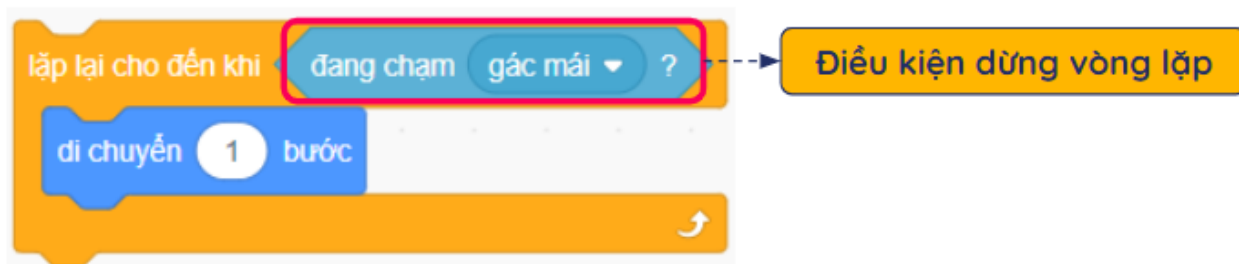 lặp lại cho đến khi đang chạm gác mái ? Điều kiện dừng vòng lặp
di chuyển 1 bước